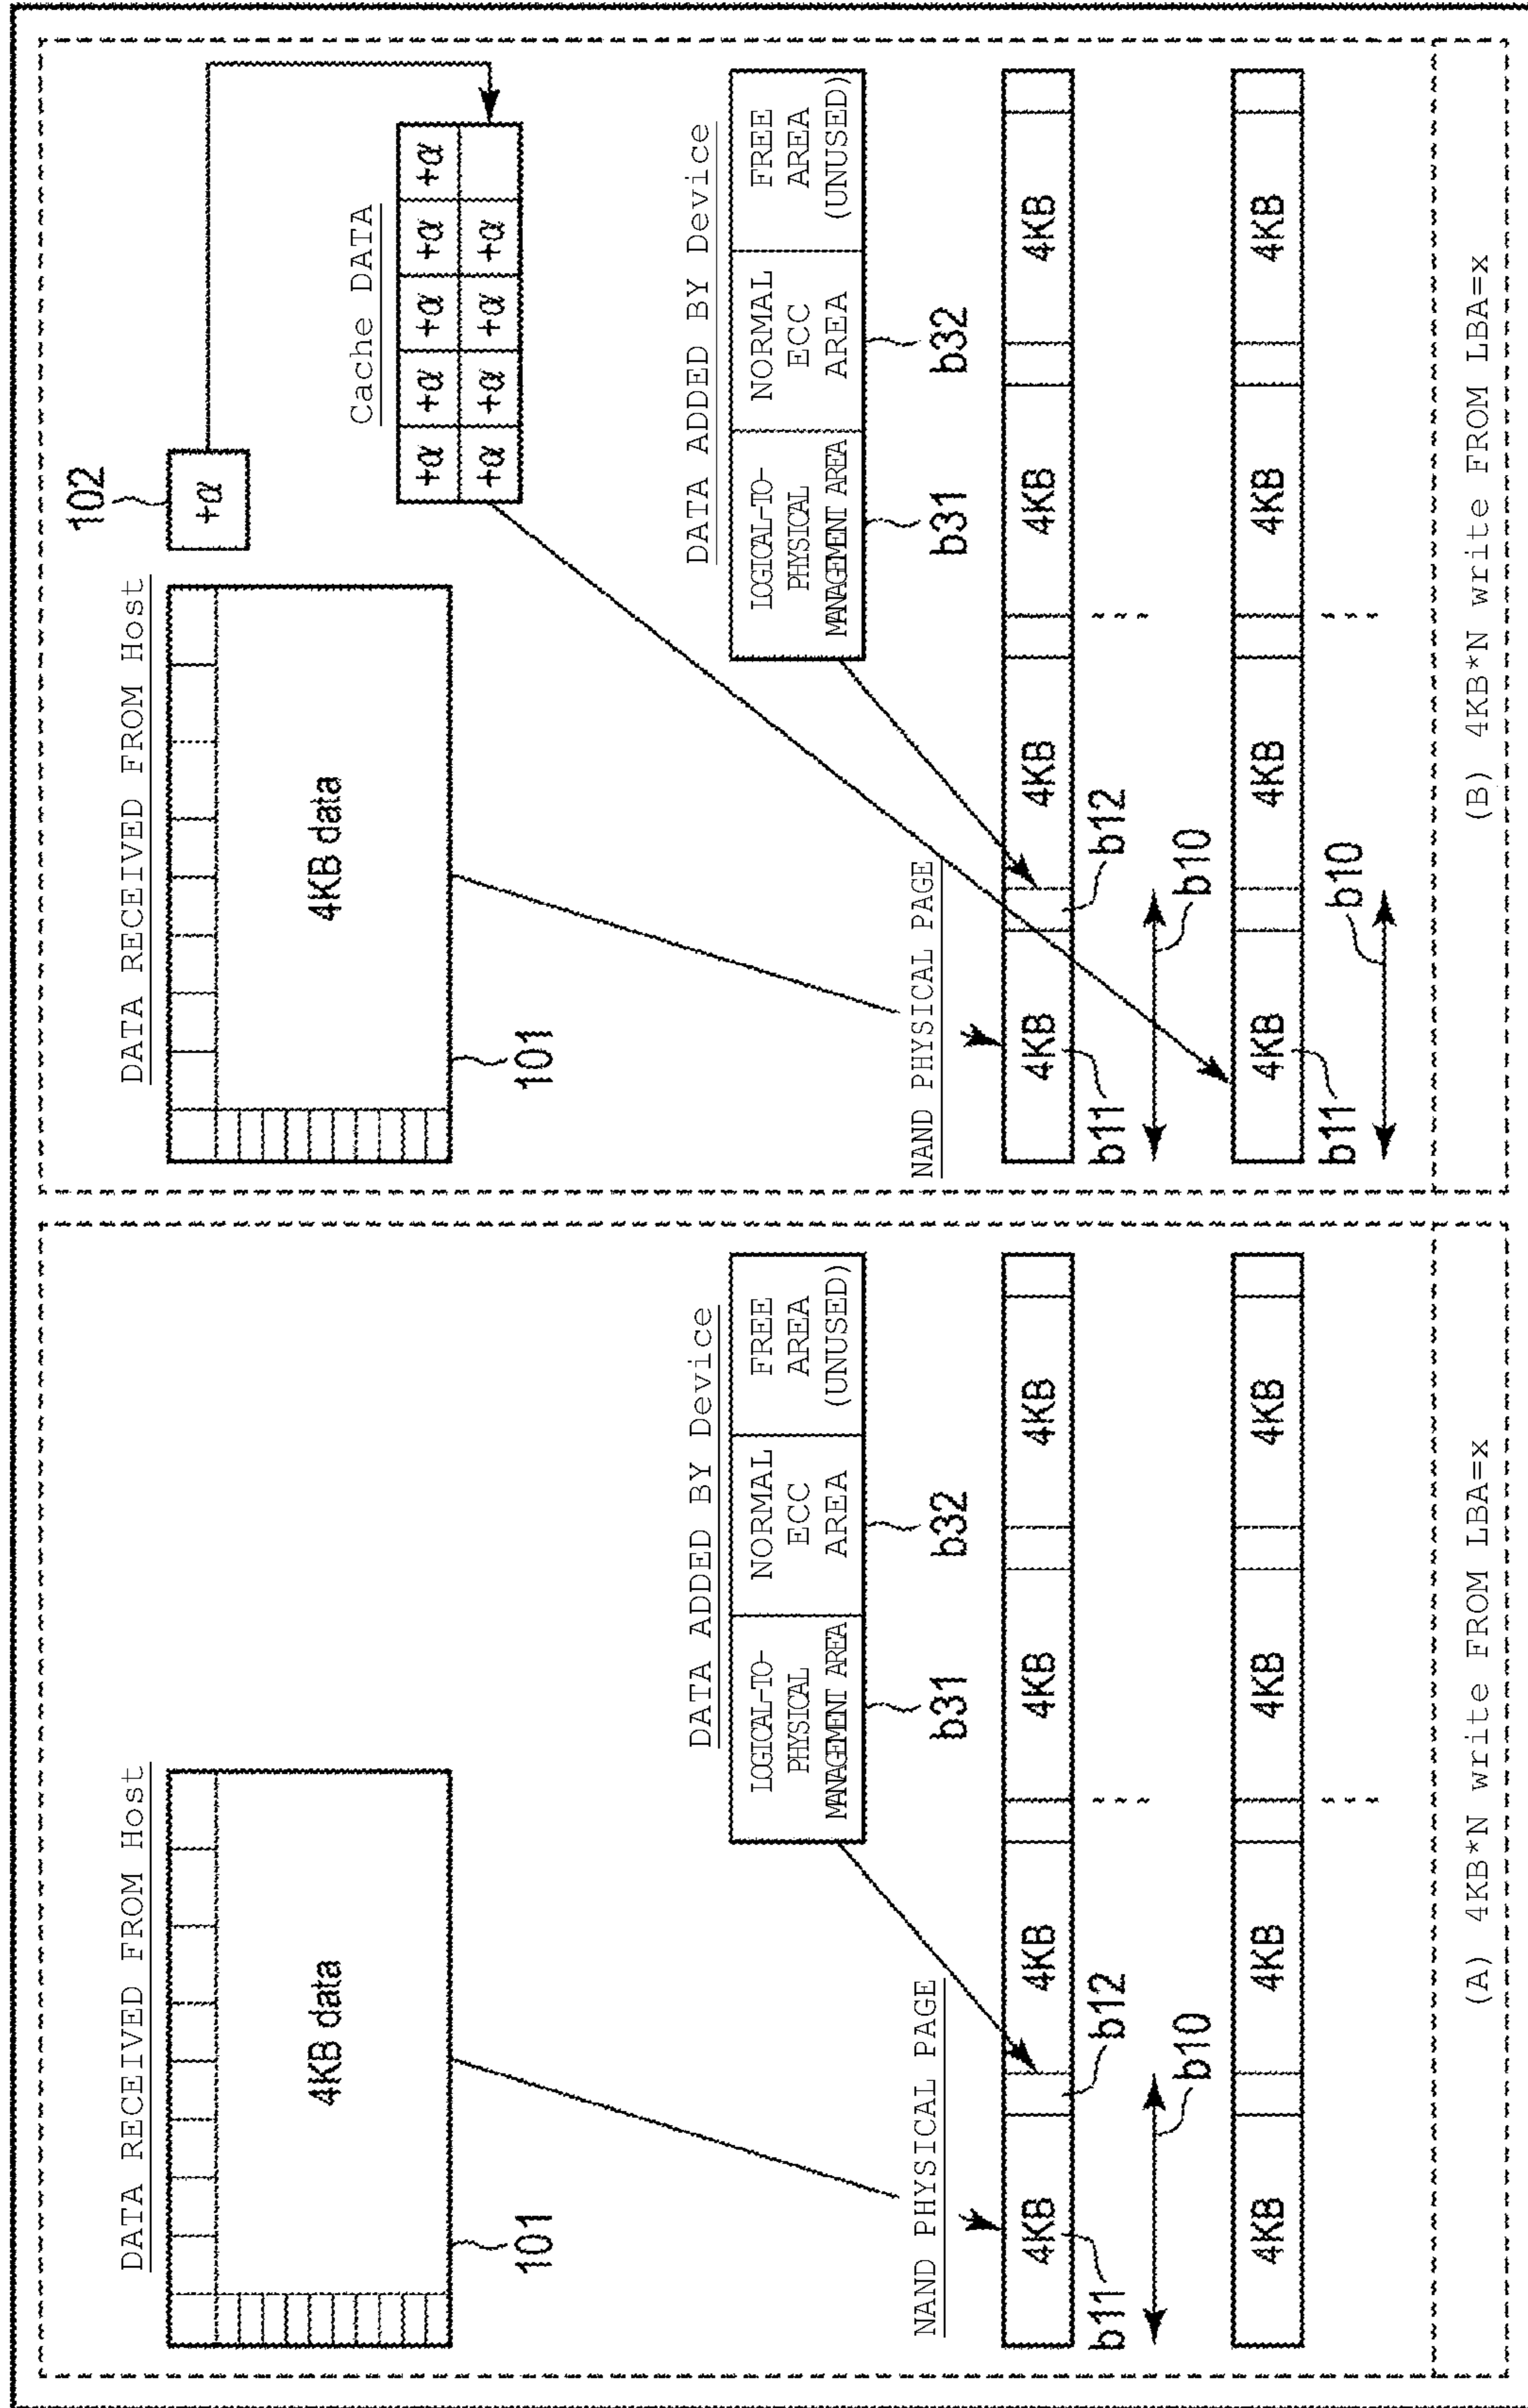 DATA RECEIVED FROM Host
4KB data
101
DATA ADDED BY Device
LOGICAL-TO-
PHYSICAL
MANAGEMENT AREA
NORMAL
ECC
AREA
FREE
AREA
(UNUSED)
b31
b32
NAND PHYSICAL PAGE
4KB
4KB
4KB
4KB
b11
b12
b10
4KB
4KB
4KB
4KB
(A) 4KB*N write FROM LBA=x
DATA RECEIVED FROM Host
102
+α
4KB data
101
Cache DATA
+α +α +α +α +α
+α +α +α +α
DATA ADDED BY Device
LOGICAL-TO-
PHYSICAL
MANAGEMENT AREA
NORMAL
ECC
AREA
FREE
AREA
(UNUSED)
b31
b32
NAND PHYSICAL PAGE
4KB
4KB
4KB
4KB
b11
b12
b10
4KB
4KB
4KB
4KB
b11
b10
(B) 4KB*N write FROM LBA=x